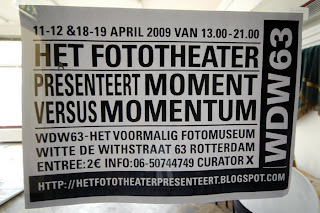 11-12 &18-19 APRIL 2009 VAN 13.00-21.00
HET FOTOTHEATER
PRESENTEERT MOMENT
VERSUS MOMENTUM
WDW63-HET VOORMALIG FOTOMUSEUM
WITTE DE WITHSTRAAT 63 ROTTERDAM
ENTREE:2€ INFO:06-50744749 CURATOR X
HTTP://HETFOTOTHEATERPRESENTEERT.BLOGSPOT.COM
WDW63